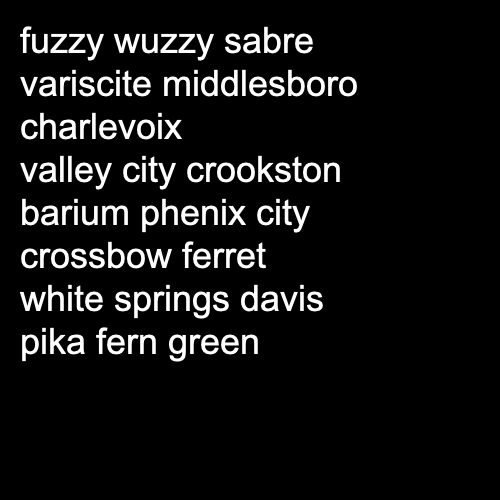 fuzzy wuzzy sabre
variscite middlesboro
charlevoix
valley city crookston
barium phenix city
crossbow ferret
white springs davis
pika fern green